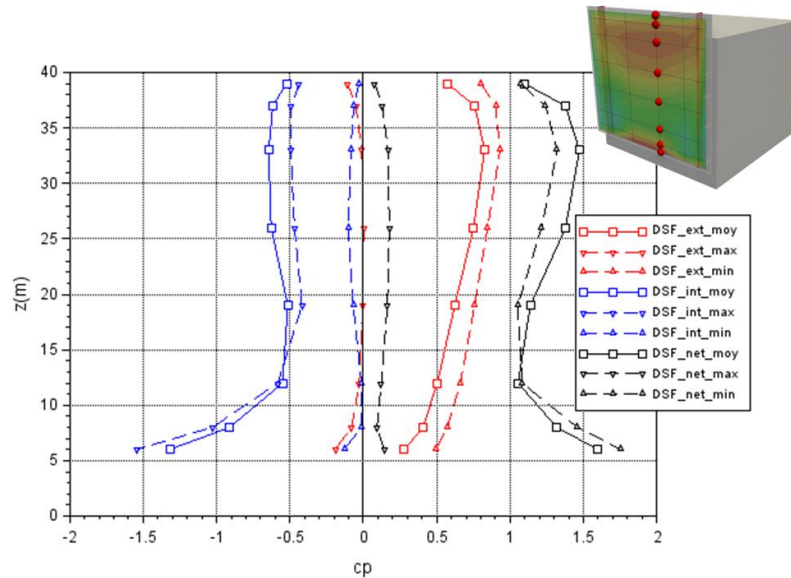 40
35
30
25
20
15
10
5
0
z(m)
-2
-1.5
-1
-0.5
0
0.5
1
1.5
2
cp
DSF_ext_moy
DSF_ext_max
DSF_ext_min
DSF_int_moy
DSF_int_max
DSF_int_min
DSF_net_moy
DSF_net_max
DSF_net_min